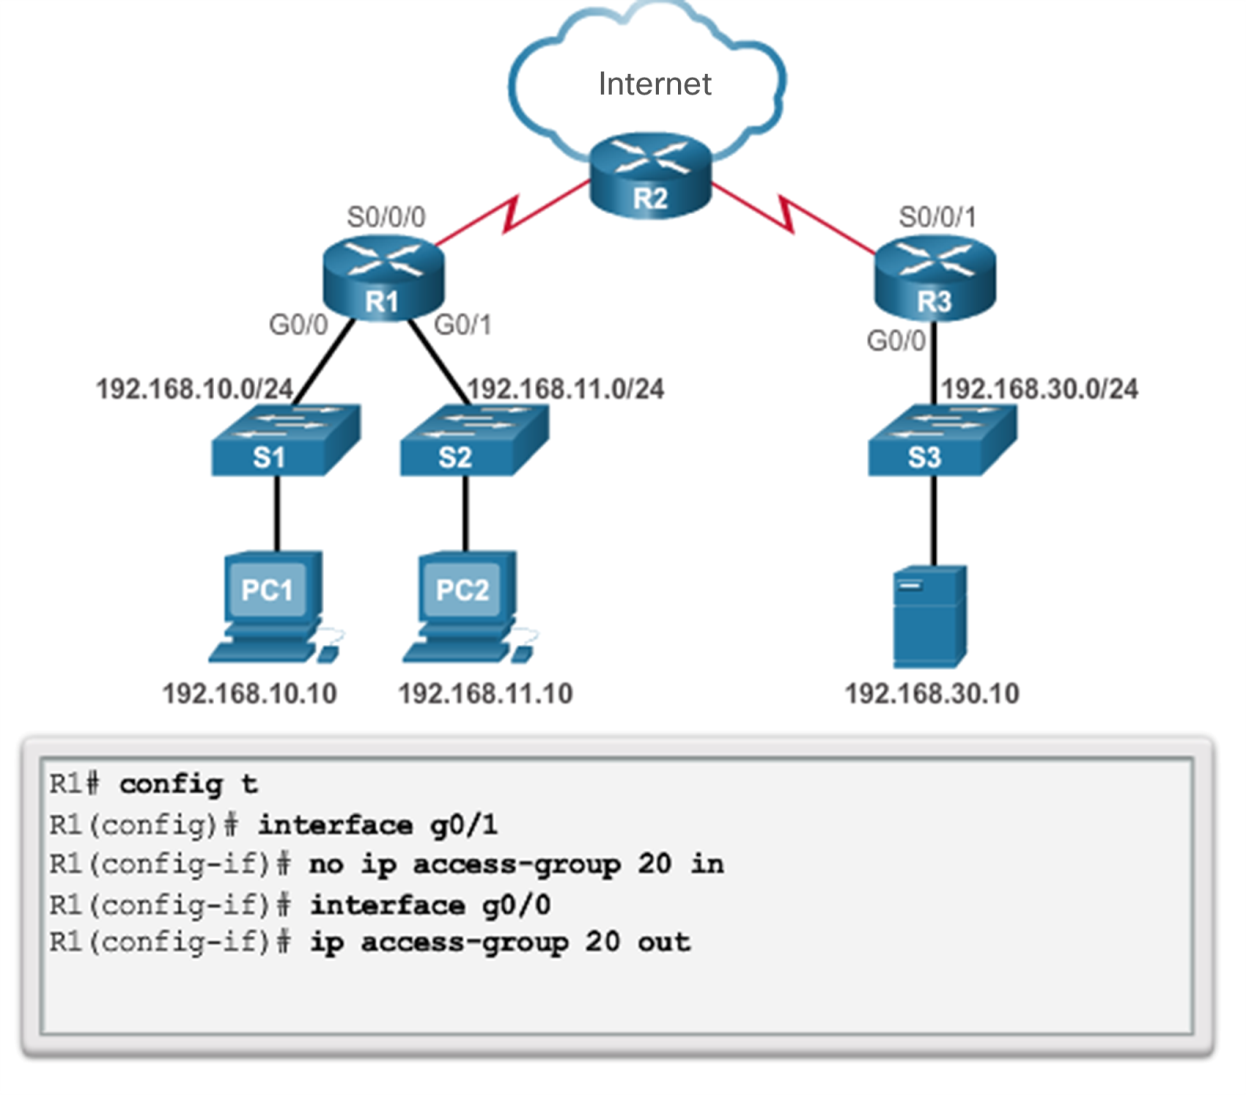 Internet
R2
S0/0/0
S0/0/1
R1
R3
G0/0
G0/1
G0/0
192.168.10.0/24
192.168.11.0/24
192.168.30.0/24
S1
S2
S3
PC1
PC2
192.168.10.10
192.168.11.10
192.168.30.10
R1# config t
R1(config)# interface g0/1
R1(config-if)# no ip access-group 20 in
R1(config-if)# interface g0/0
R1(config-if)# ip access-group 20 out